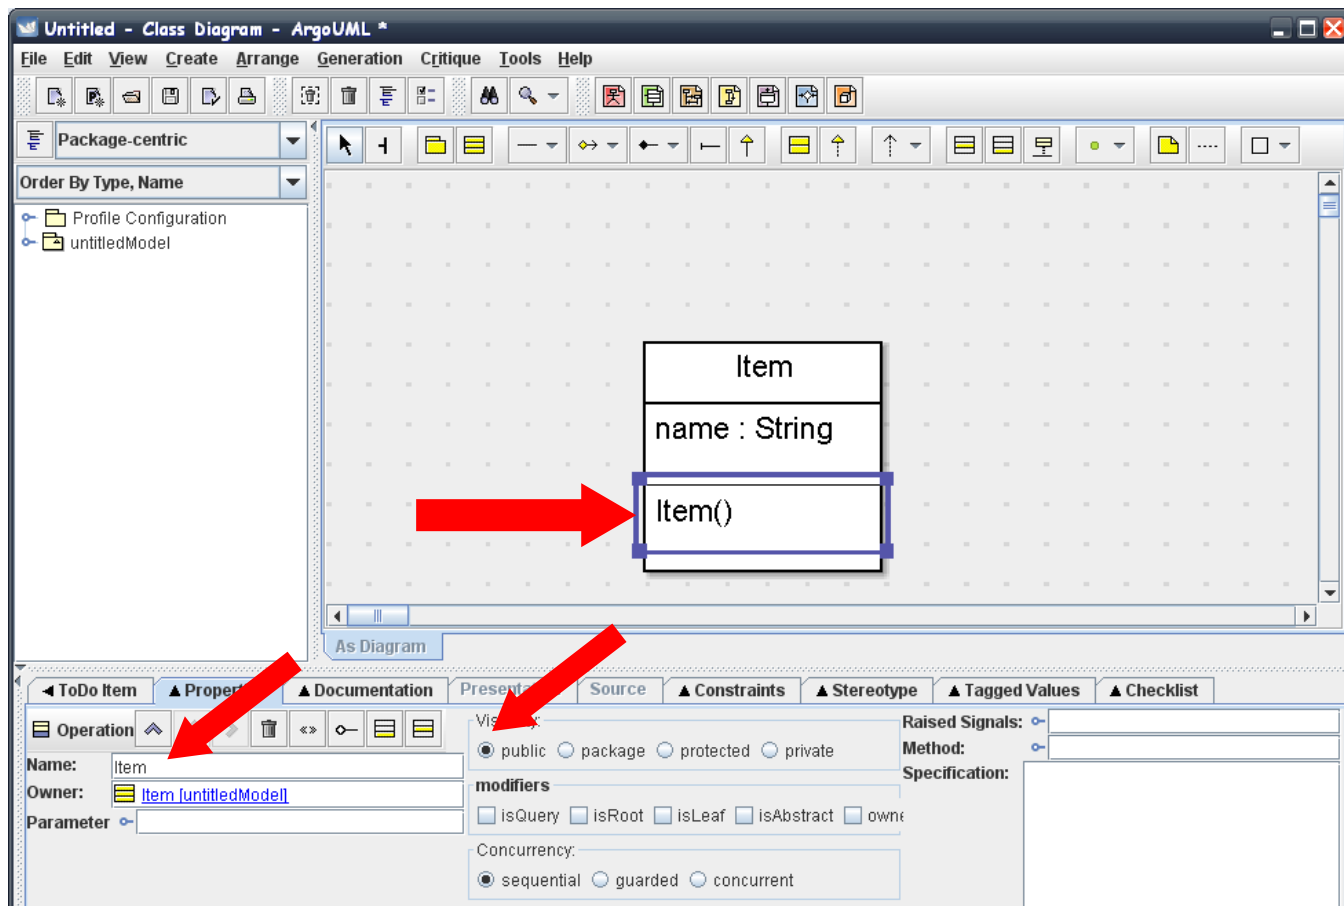 Untitled - Class Diagram - ArgoUML *
File Edit View Create Arrange Generation Critique Tools Help
Package-centric
Order By Type, Name
Profile Configuration
untitledModel
Item
name : String
Item()
As Diagram
ToDo Item Documentation Source Constraints Stereotype Tagged Values Checklist
Operation
Name: Item
Owner: Item [untitledModel]
Parameter
public package protected private
modifiers
isQuery isRoot isLeaf isAbstract owne
Concurrency:
sequential guarded concurrent
Raised Signals:
Method:
Specification: